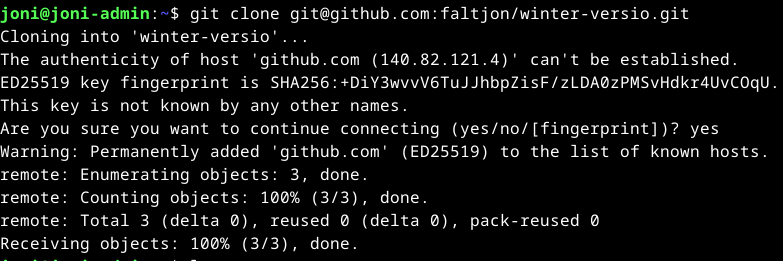 joni@joni-admin:~$ git clone git@github.com:faltjon/winter-versio.git
Cloning into 'winter-versio'...
The authenticity of host 'github.com (140.82.121.4)' can't be established.
ED25519 key fingerprint is SHA256:+DiY3wvvV6TuJJhbpZisF/zLDA0zPMSvHdkr4UvCOqU.
This key is not known by any other names.
Are you sure you want to continue connecting (yes/no/[fingerprint])? yes
Warning: Permanently added 'github.com' (ED25519) to the list of known hosts.
remote: Enumerating objects: 3, done.
remote: Counting objects: 100% (3/3), done.
remote: Total 3 (delta 0), reused 0 (delta 0), pack-reused 0
Receiving objects: 100% (3/3), done.